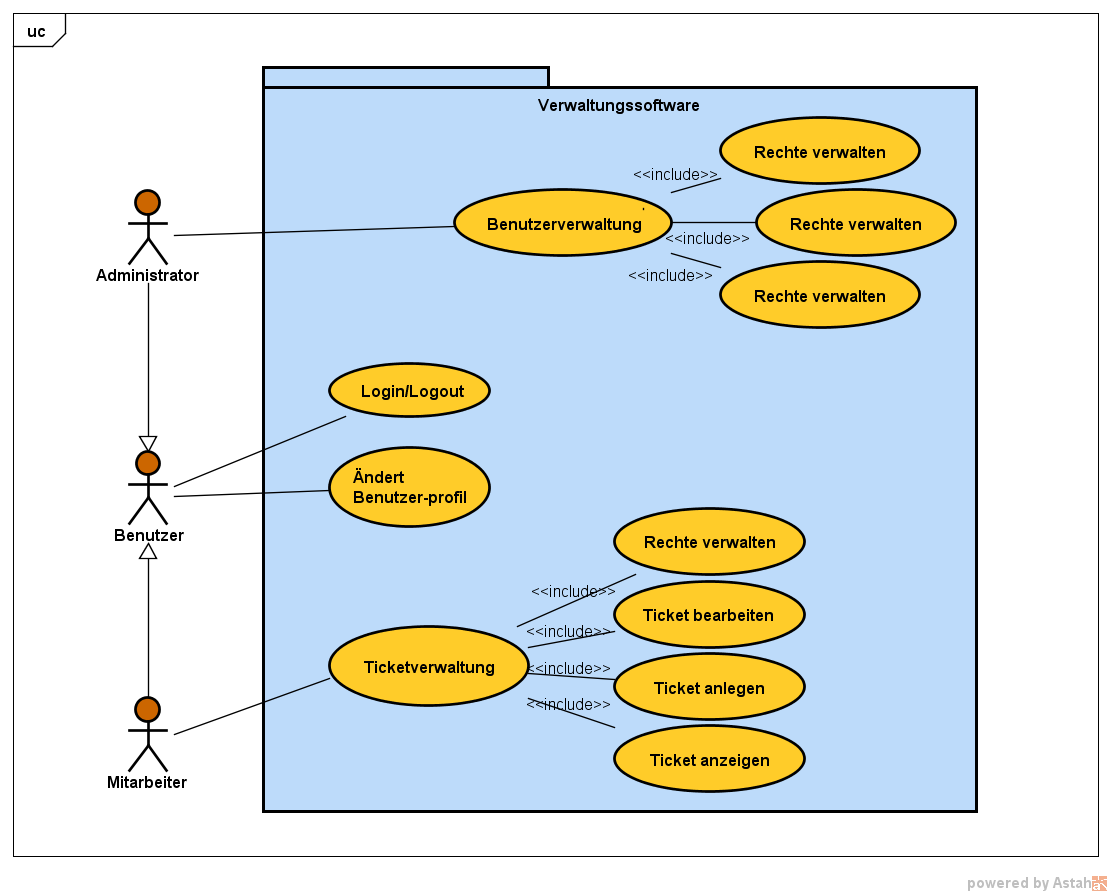 uc
Verwaltungssoftware
Rechte verwalten
<<include>>
Benutzerverwaltung
Rechte verwalten
<<include>>
<<include>>
Rechte verwalten
Administrator
Login/Logout
Ändert
Benutzer-profil
Benutzer
Rechte verwalten
<<include>>
Ticket bearbeiten
<<include>>
Ticketverwaltung
<<include>>
Ticket anlegen
<<include>>
Ticket anzeigen
Mitarbeiter
powered by Astah